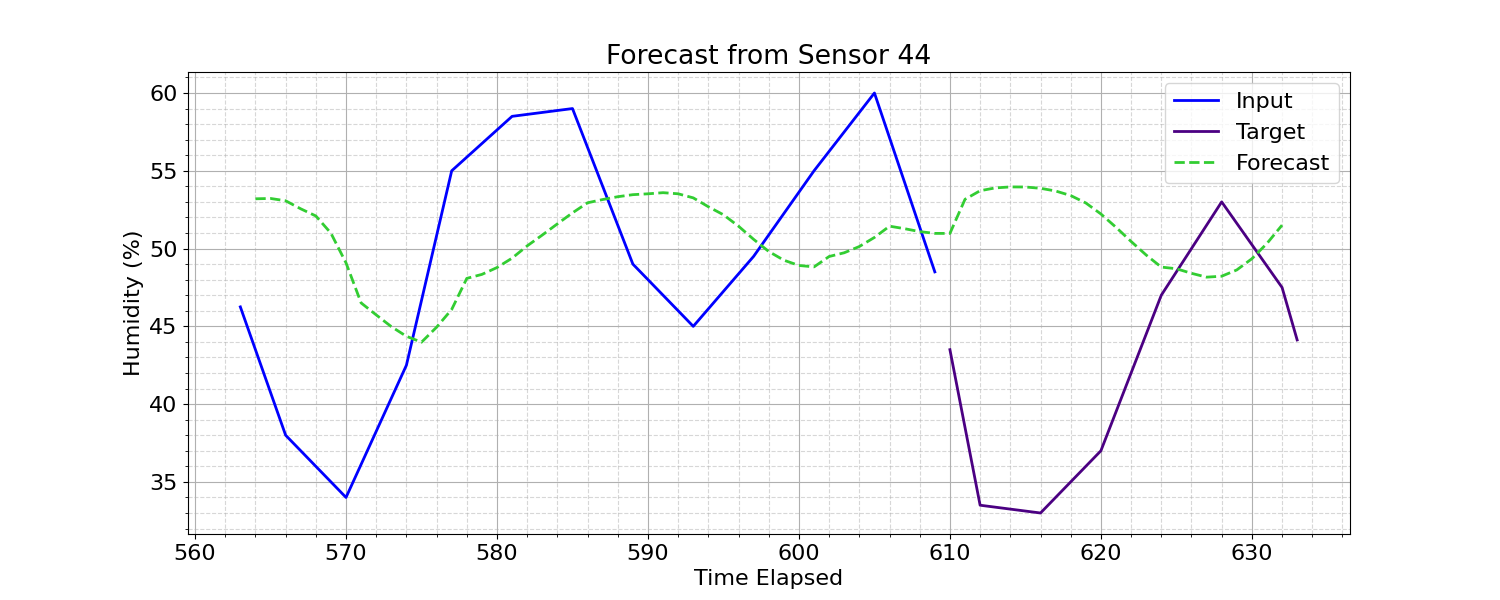 Forecast from Sensor 44
Input
Target
Forecast
Humidity (%)
60
55
50
45
40
35
560 570 580 590 600 610 620 630
Time Elapsed